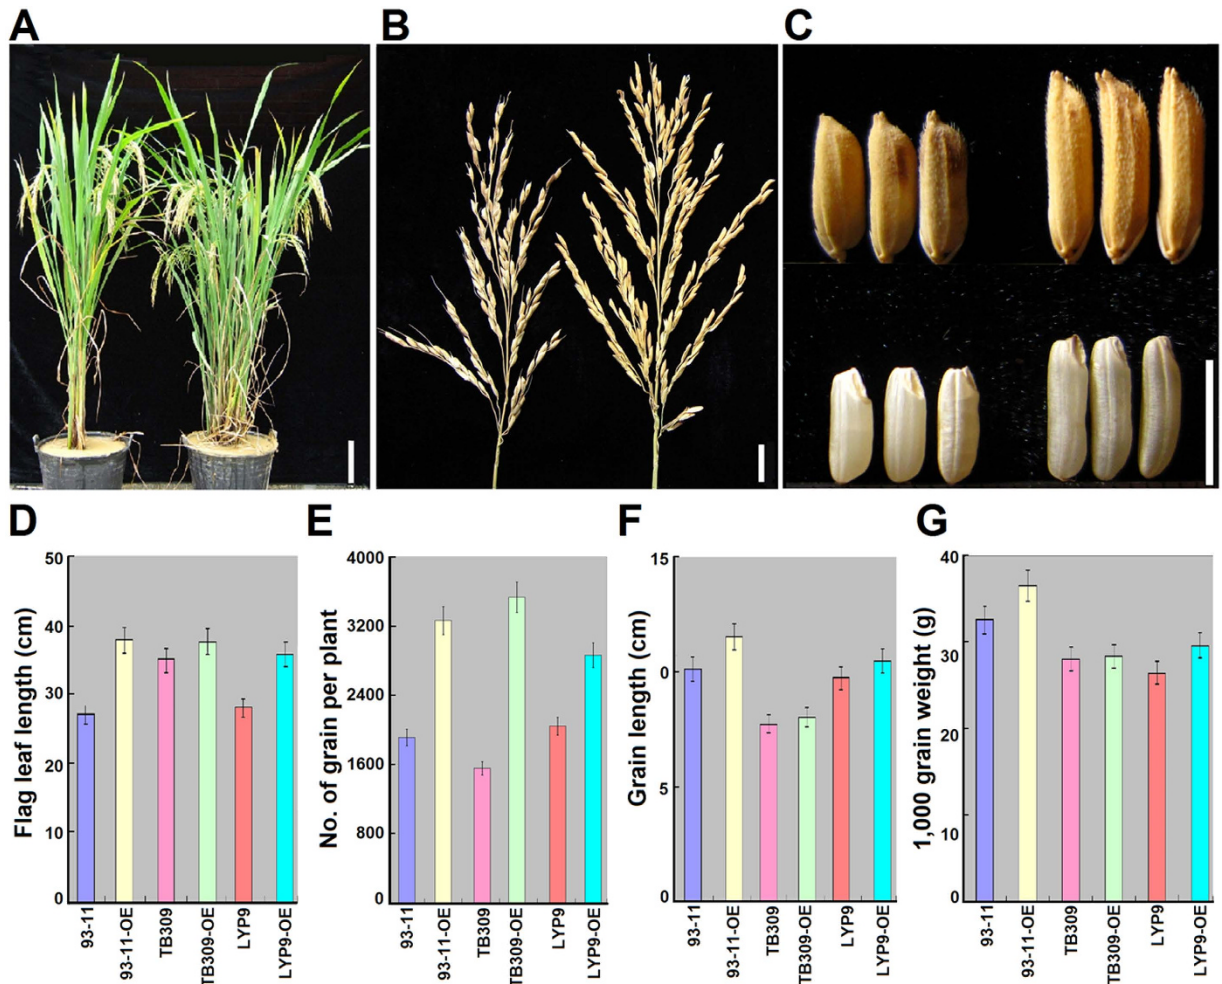 A
B
C
D
E
F
G
Flag leaf length (cm)
50
40
30
20
10
0
93-11
93-11-OE
TB309
TB309-OE
LYP9
LYP9-OE
No. of grain per plant
4000
3200
2400
1600
800
0
93-11
93-11-OE
TB309
TB309-OE
LYP9
LYP9-OE
Grain length (cm)
15
0
5
0
93-11
93-11-OE
TB309
TB309-OE
LYP9
LYP9-OE
1,000 grain weight (g)
40
30
20
10
0
93-11
93-11-OE
TB309
TB309-OE
LYP9
LYP9-OE